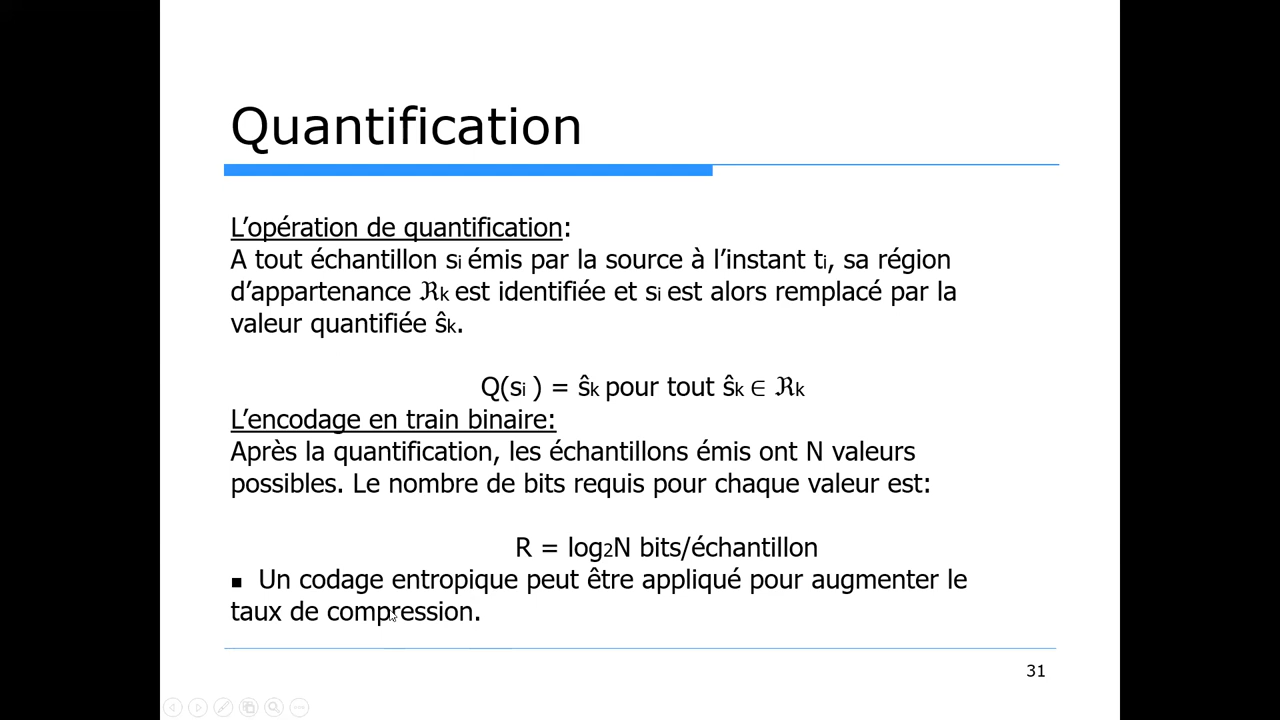 Quantification
L’opération de quantification:
A tout échantillon si émis par la source à l’instant ti, sa région
d’appartenance ℜk est identifiée et si est alors remplacé par la
valeur quantifiée ŝk.
Q(si ) = ŝk pour tout ŝk ∈ ℜk
L’encodage en train binaire:
Après la quantification, les échantillons émis ont N valeurs
possibles. Le nombre de bits requis pour chaque valeur est:
R = log2N bits/échantillon
▪ Un codage entropique peut être appliqué pour augmenter le
taux de compression.
31